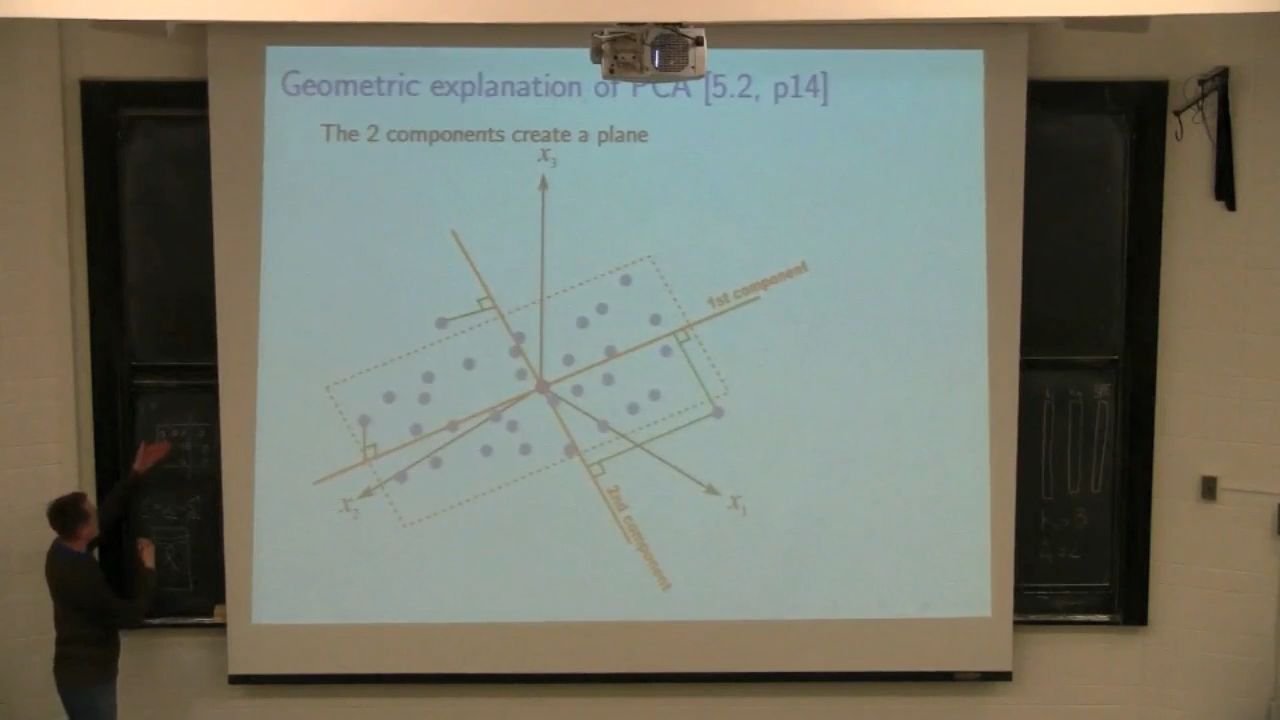 Geometric explanation of PCA [5.2, p14]
The 2 components create a plane
x₃
1st component
x₂
x₁
2nd component